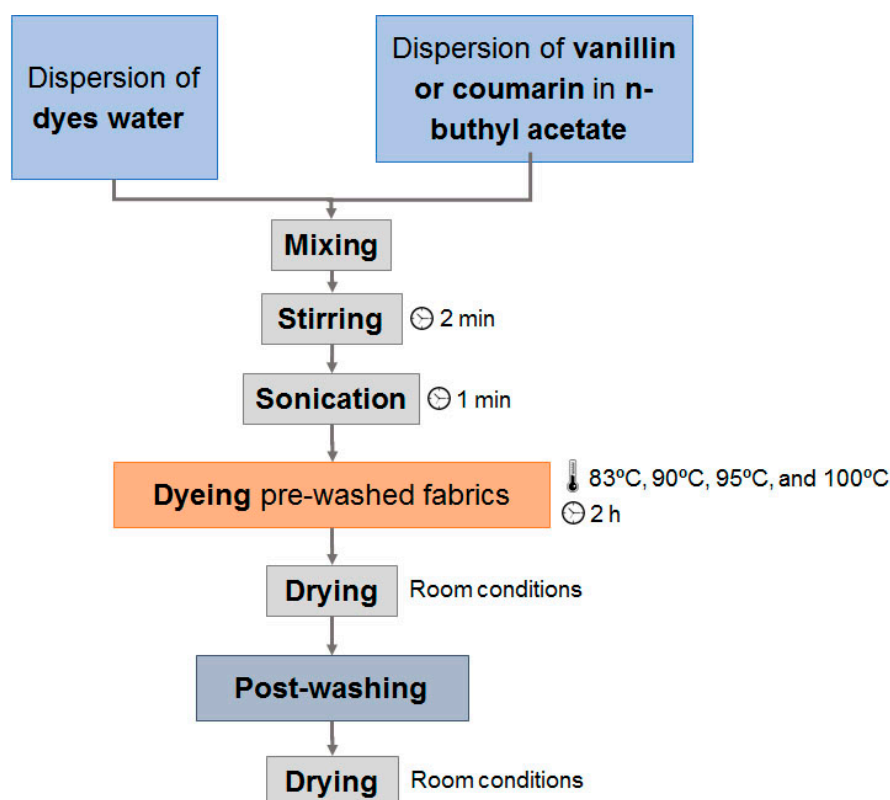 Dispersion of
dyes water
Dispersion of vanillin
or coumarin in n-
buthyl acetate
Mixing
Stirring 2 min
Sonication 1 min
Dyeing pre-washed fabrics
83ºC, 90ºC, 95ºC, and 100ºC
2 h
Drying Room conditions
Post-washing
Drying Room conditions